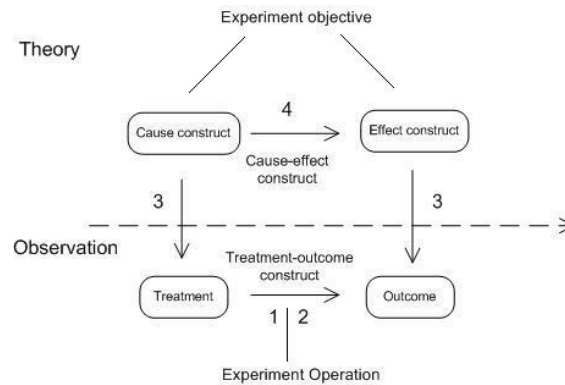 Experiment objective
Theory
4
Cause construct
Effect construct
Cause-effect
construct
3
3
Observation
Treatment-outcome
construct
Treatment
Outcome
1 2
Experiment Operation